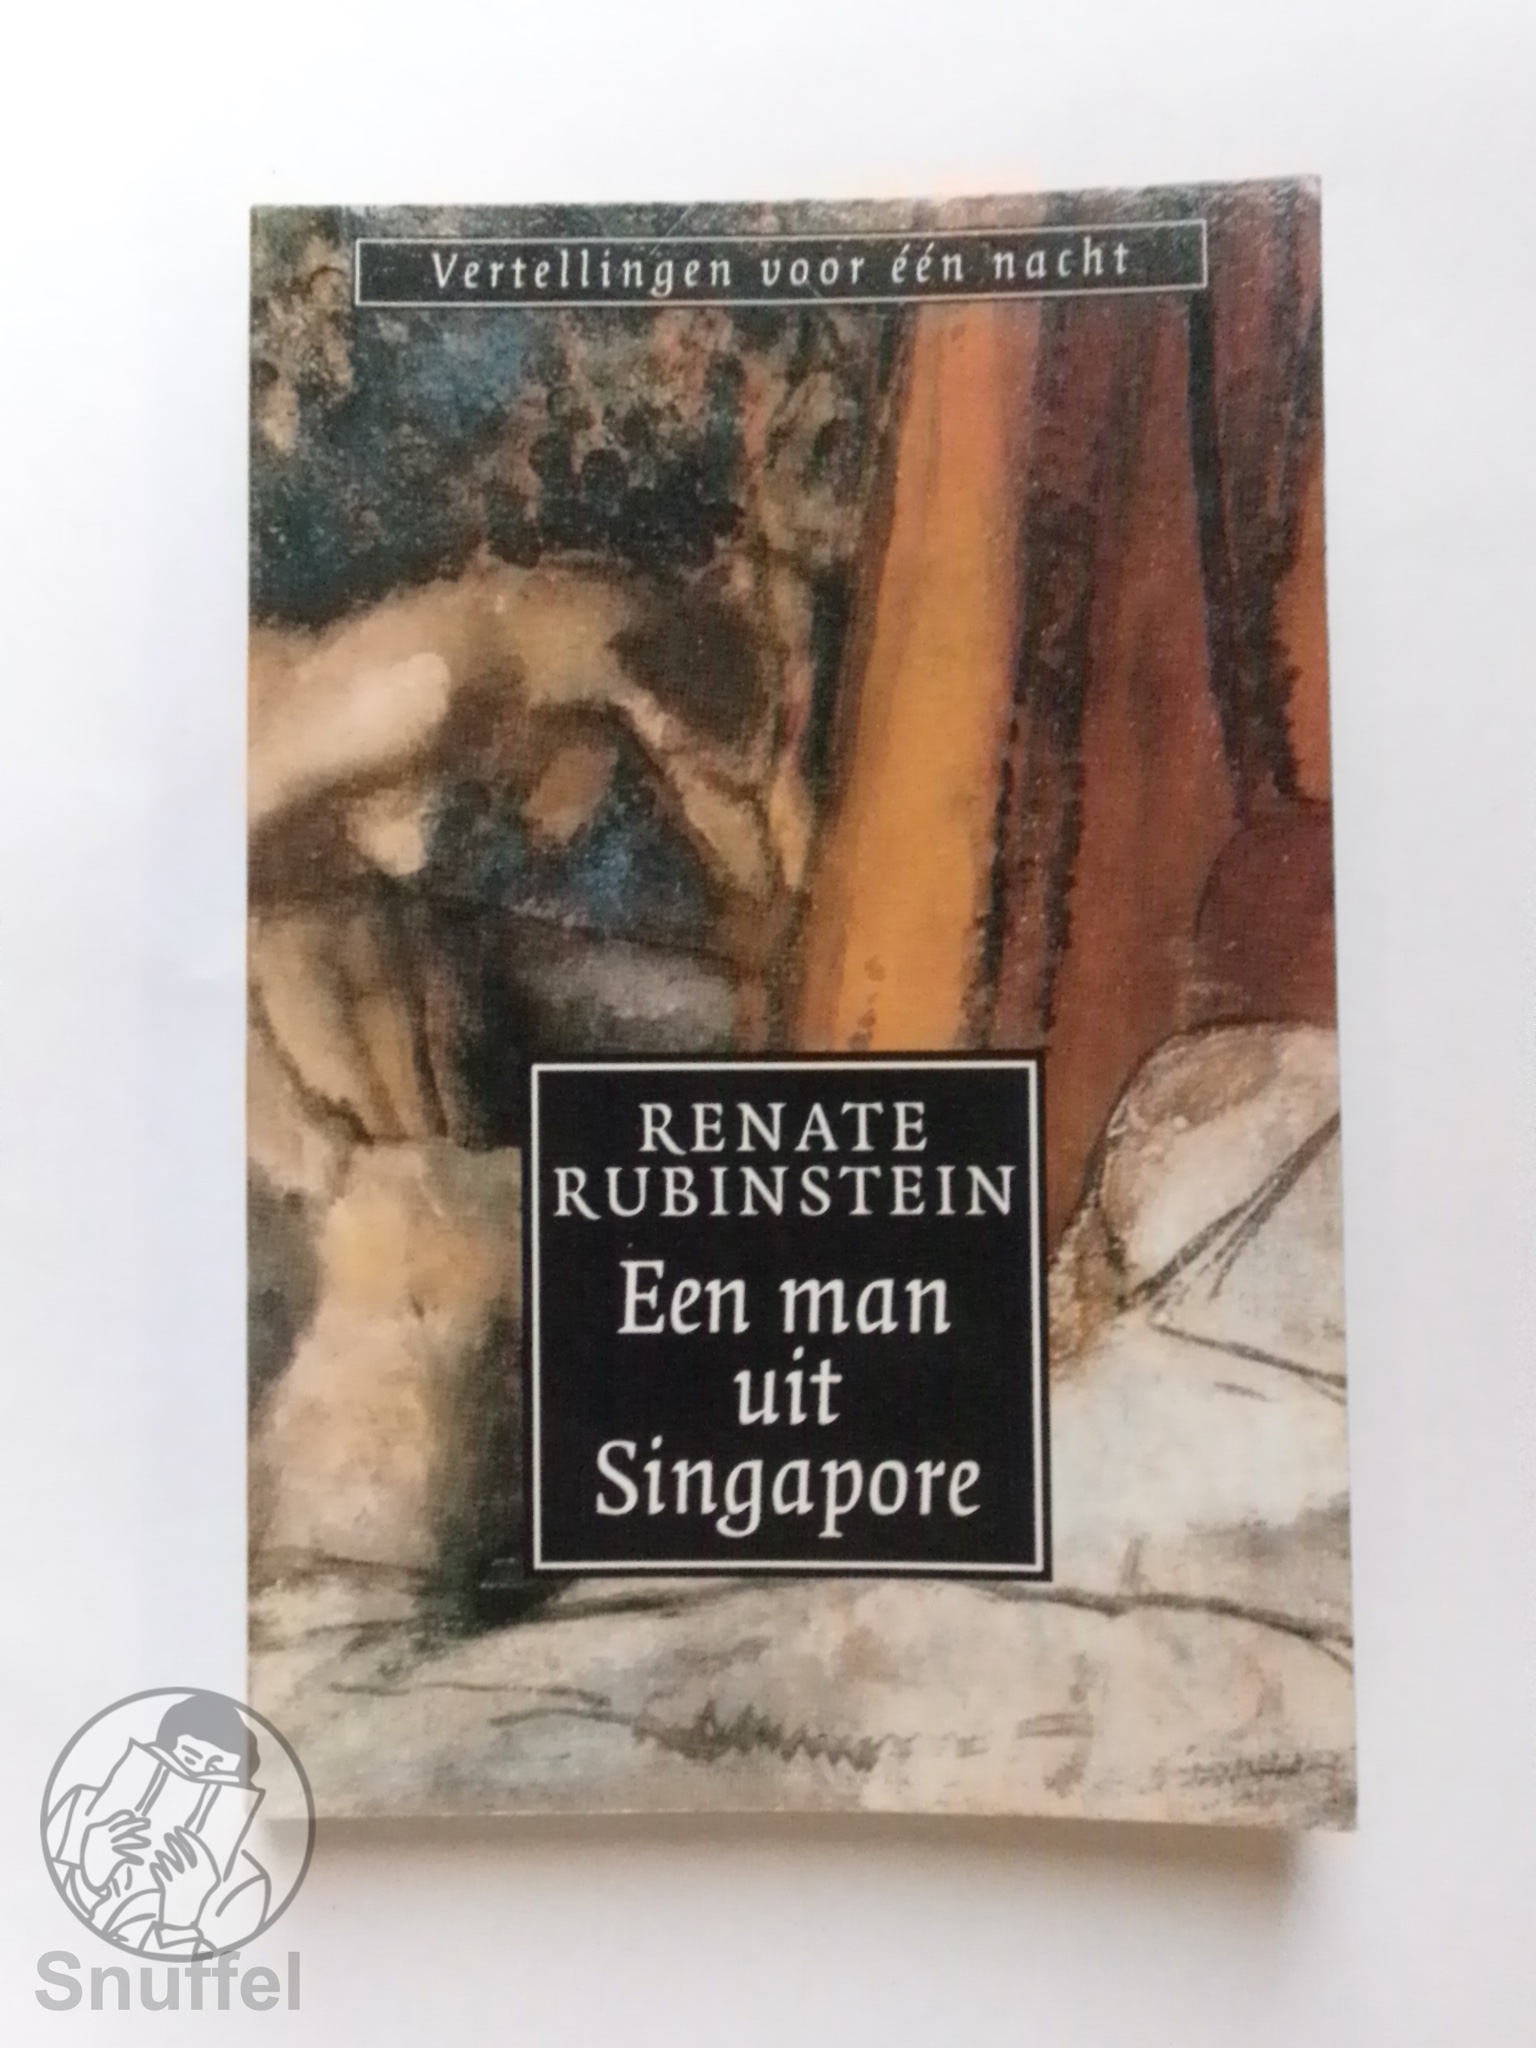 Vertellingen voor één nacht
RENATE
RUBINSTEIN
Een man
uit
Singapore
Snuffel